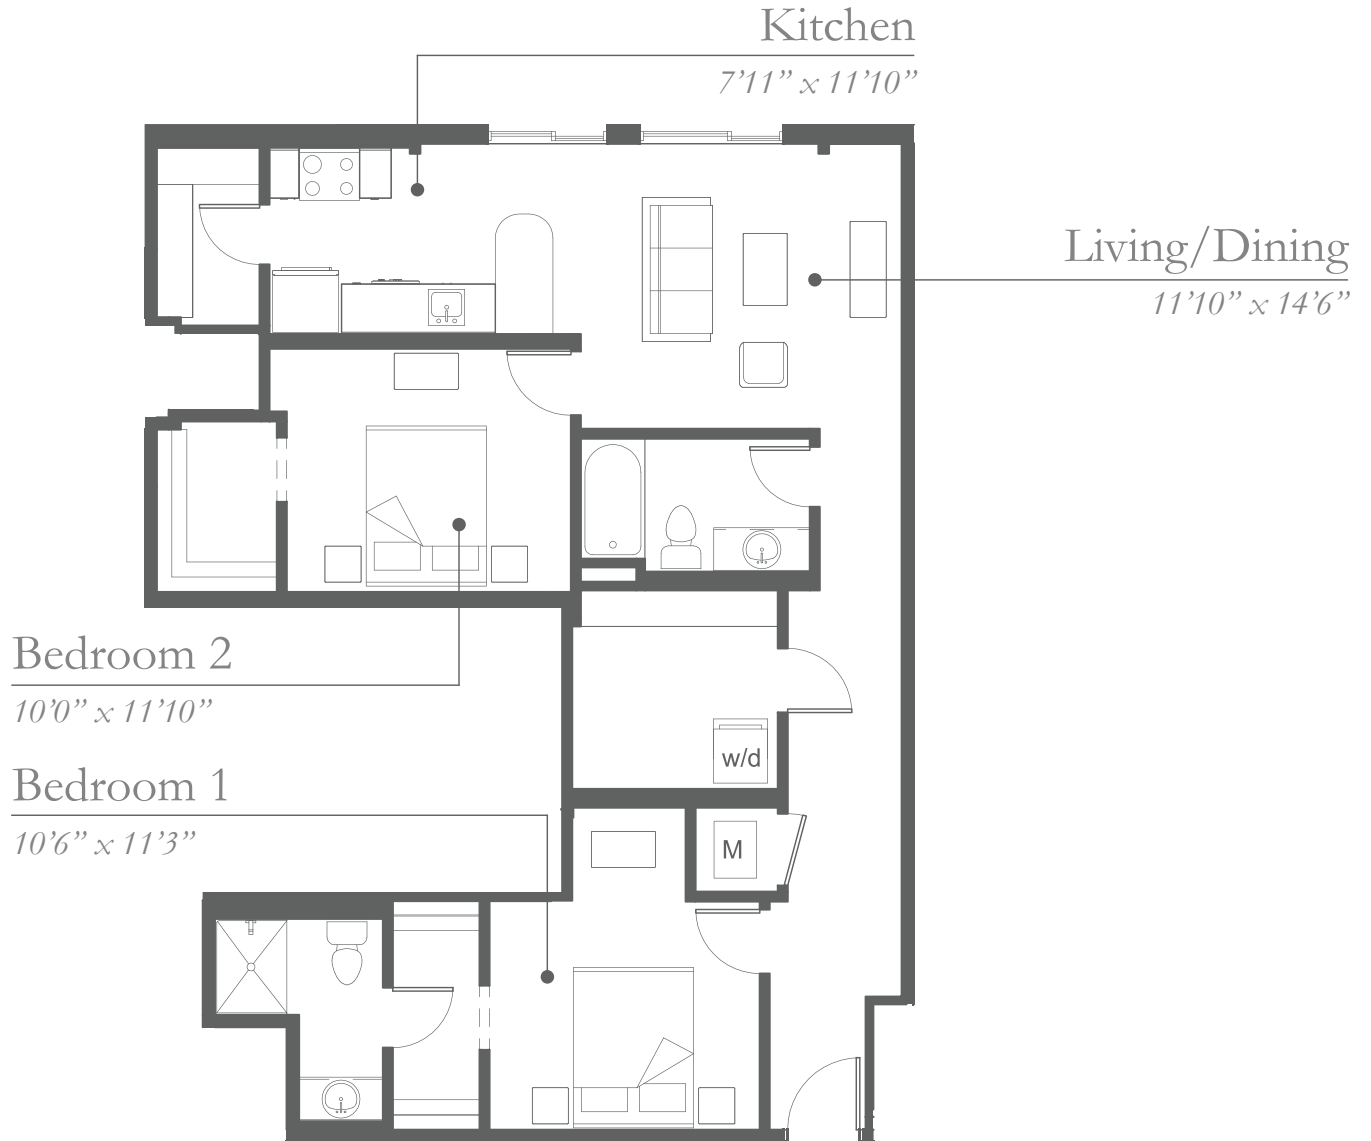 Kitchen
7’11” x 11’10”
Living/Dining
11’10” x 14’6”
Bedroom 2
10’0” x 11’10”
w/d
Bedroom 1
10’6” x 11’3”
M